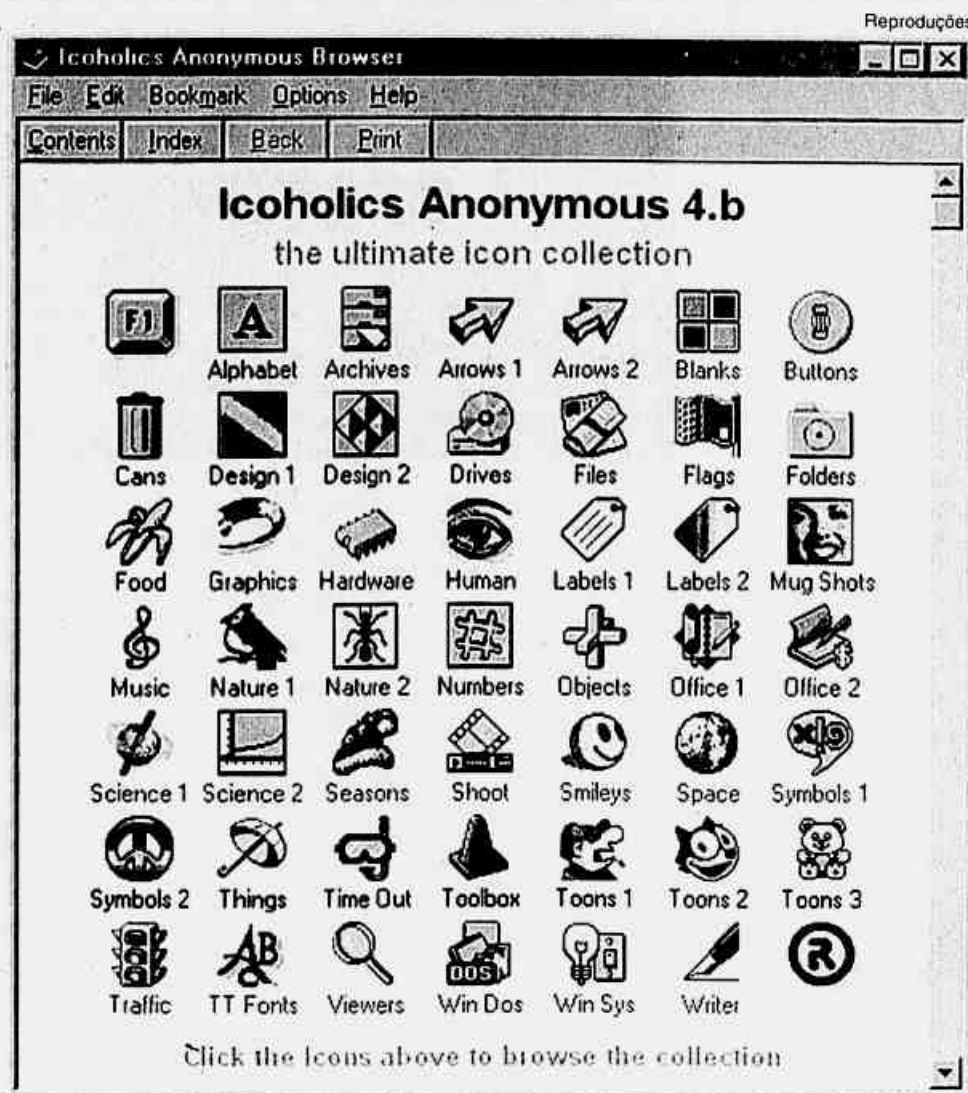 Reproduções
Icoholics Anonymous Browser
File Edit Bookmark Options Help
Contents Index Back Print
Icoholics Anonymous 4.b
the ultimate icon collection
F1 A
Alphabet Archives Arrows 1 Arrows 2 Blanks Buttons
Cans Design 1 Design 2 Drives Files Flags Folders
Food Graphics Hardware Human Labels 1 Labels 2 Mug Shots
Music Nature 1 Nature 2 Numbers Objects Office 1 Office 2
Science 1 Science 2 Seasons Shoot Smileys Space Symbols 1
Symbols 2 Things Time Out Toolbox Toons 1 Toons 2 Toons 3
AB DOS R
Traffic TT Fonts Viewers Win Dos Win Sys Writer
Click the Icons above to browse the collection